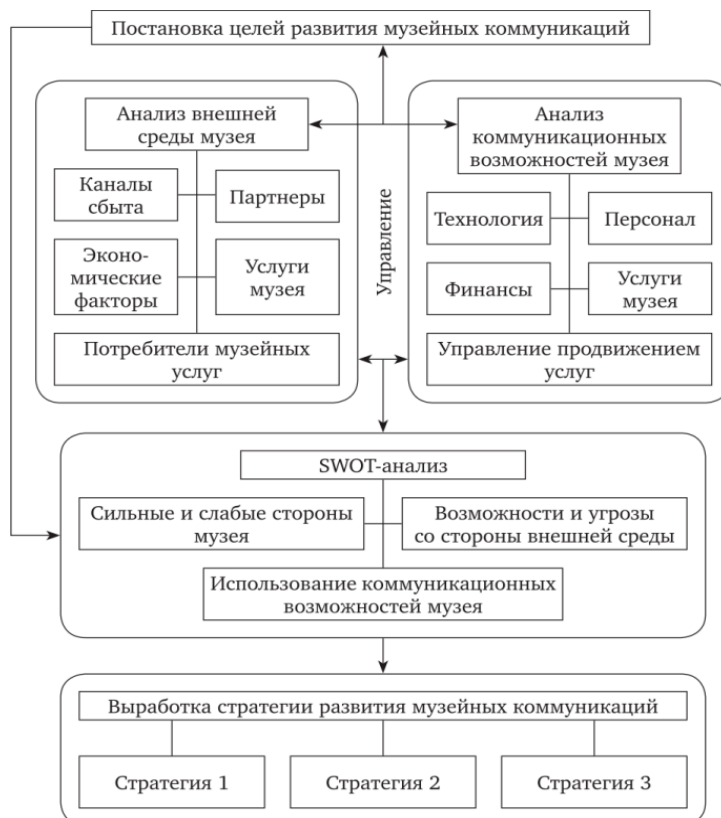 Постановка целей развития музейных коммуникаций
Анализ внешней
среды музея
Каналы
сбыта
Партнеры
Эконо-
мические
факторы
Услуги
музея
Потребители музейных
услуг
Управление
Анализ
коммуникационных
возможностей музея
Технология
Персонал
Финансы
Услуги
музея
Управление продвижением
услуг
SWOT-анализ
Сильные и слабые стороны
музея
Возможности и угрозы
со стороны внешней среды
Использование коммуникационных
возможностей музея
Выработка стратегии развития музейных коммуникаций
Стратегия 1
Стратегия 2
Стратегия 3